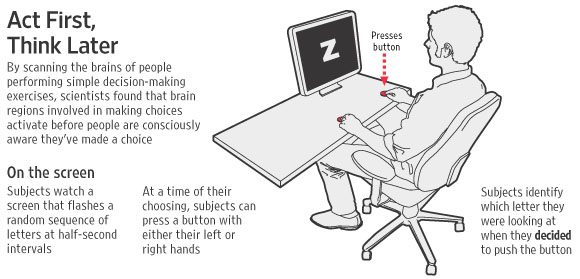 Act First,
Think Later
By scanning the brains of people
performing simple decision-making
exercises, scientists found that brain
regions involved in making choices
activate before people are consciously
aware they've made a choice
Z
Presses
button
On the screen
Subjects watch a
screen that flashes a
random sequence of
letters at half-second
intervals
At a time of their
choosing, subjects can
press a button with
either their left or
right hands
Subjects identify
which letter they
were looking at
when they decided
to push the button